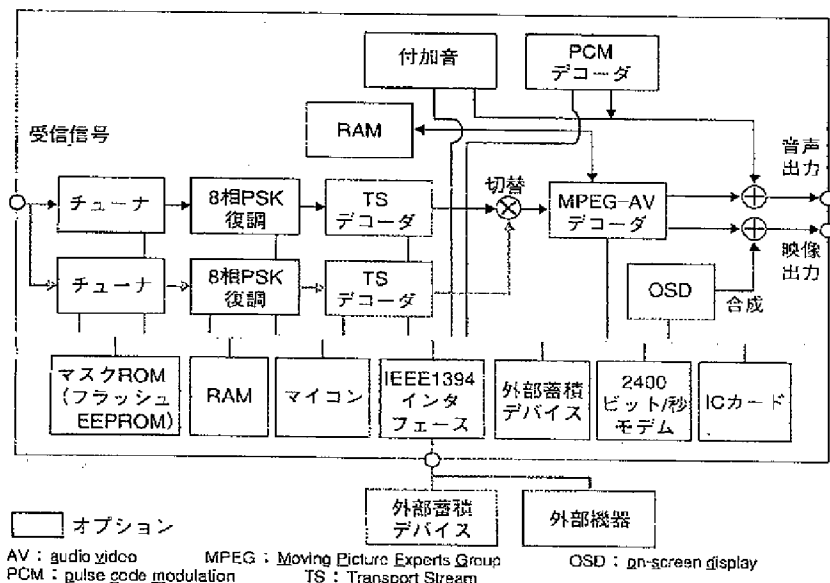 付加音
PCM
デコーダ
受信信号
RAM
音声
出力
チューナ
8相PSK
復調
TS
デコーダ
切替
MPEG-AV
デコーダ
映像
出力
チューナ
8相PSK
復調
TS
デコーダ
OSD
合成
マスクROM
(フラッシュ
EEPROM)
RAM
マイコン
IEEE1394
インタ
フェース
外部蓄積
デバイス
2400
ビット/秒
モデム
ICカード
外部蓄積
デバイス
外部機器
オプション
AV : audio video MPEG : Moving Picture Experts Group OSD : on-screen display
PCM : pulse code modulation TS : Transport Stream